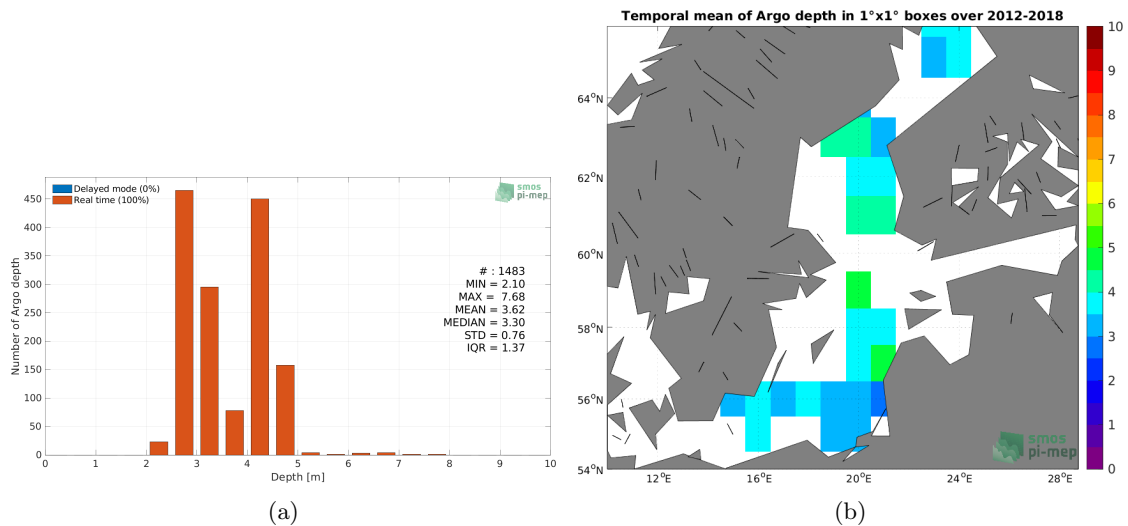 Temporal mean of Argo depth in 1°x1° boxes over 2012-2018
Delayed mode (0%)
Real time (100%)
smos
pi-mep
# : 1483
MIN = 2.10
MAX = 7.68
MEAN = 3.62
MEDIAN = 3.30
STD = 0.76
IQR = 1.37
Number of Argo depth
450
400
350
300
250
200
150
100
50
0
0 1 2 3 4 5 6 7 8 9 10
Depth [m]
(a)
64°N
62°N
60°N
58°N
56°N
54°N
12°E 16°E 20°E 24°E 28°E
smos
pi-mep
10
9
8
7
6
5
4
3
2
1
0
(b)